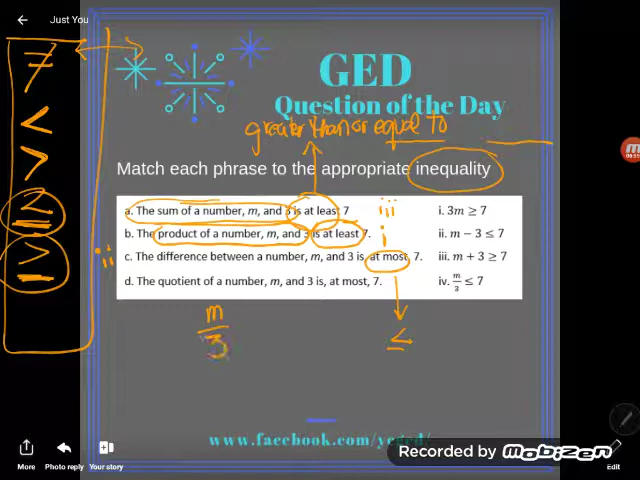 Just You
GED
Question of the Day
greater than or equal to
Match each phrase to the appropriate inequality
a. The sum of a number, m, and 3 is at least 7
iii
i. 3m ≥ 7
b. The product of a number, m, and 3 is at least 7.
i
ii. m − 3 ≤ 7
ii
c. The difference between a number, m, and 3 is, at most, 7.
iii. m + 3 ≥ 7
d. The quotient of a number, m, and 3 is, at most, 7.
iv. m/3 ≤ 7
m/3
≤
7
<
>
≥
www.facebook.com/ycged/
More
Photo reply
Your story
Edit
Recorded by Mobizen